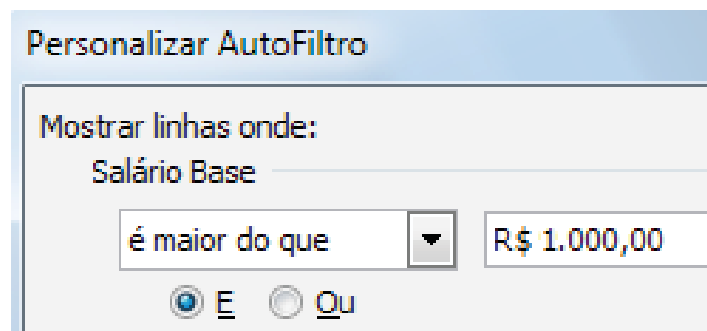 Personalizar AutoFiltro
Mostrar linhas onde:
Salário Base
é maior do que R$ 1.000,00
E Ou